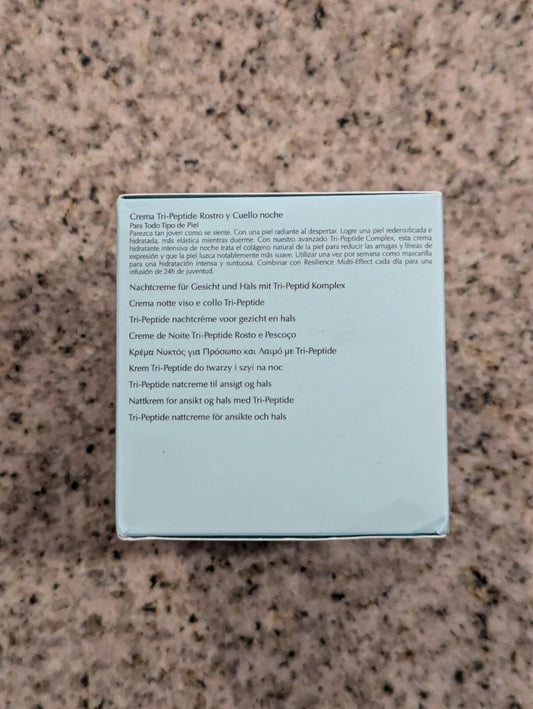 Crema Tri-Peptide Rostro y Cuello noche
Para Todo Tipo de Piel
Parezca tan joven como se siente. Con una piel radiante al despertar. Logre una piel redensificada e
hidratada, más elástica mientras duerme. Con nuestro avanzado Tri-Peptide Complex, esta crema
hidratante intensiva de noche trata el colágeno natural de la piel para reducir las arrugas y líneas de
expresión y que la piel luzca notablemente más suave. Utilizar una vez por semana como mascarilla
para una hidratación intensa y suntuosa. Combinar con Resilience Multi-Effect cada día para una
infusión de 24h de juventud.
Nachtcreme für Gesicht und Hals mit Tri-Peptid Komplex
Crema notte viso e collo Tri-Peptide
Tri-Peptide nachtcrème voor gezicht en hals
Creme de Noite Tri-Peptide Rosto e Pescoço
Κρέμα Νυκτός για Πρόσωπο και Λαιμό με Tri-Peptide
Krem Tri-Peptide do twarzy i szyi na noc
Tri-Peptide natcreme til ansigt og hals
Nattkrem for ansikt og hals med Tri-Peptide
Tri-Peptide nattcreme för ansikte och hals